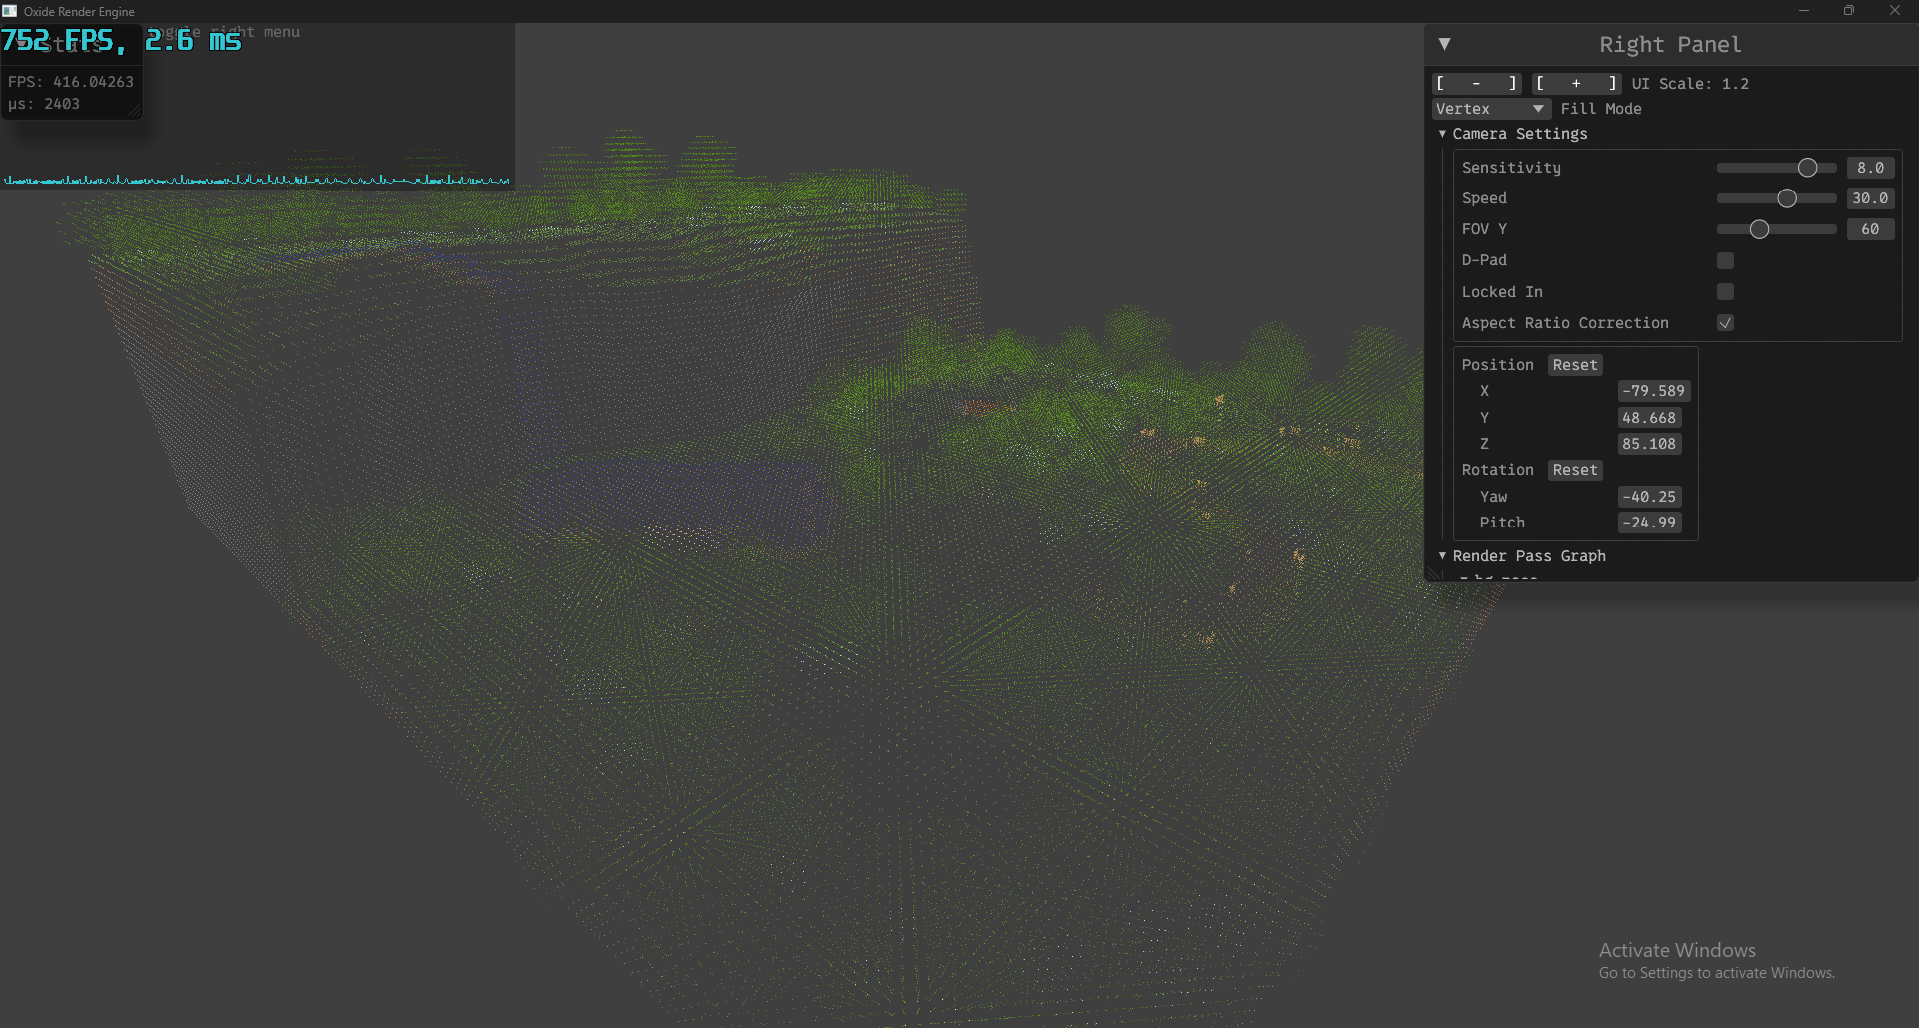 Oxide Render Engine
toggle right menu
752 FPS, 2.6 ms
Stats
FPS: 416.04263
µs: 2403
▼ Right Panel
[ - ] [ + ] UI Scale: 1.2
Vertex ▼ Fill Mode
▼ Camera Settings
Sensitivity 8.0
Speed 30.0
FOV Y 60
D-Pad
Locked In
Aspect Ratio Correction
Position Reset
X -79.589
Y 48.668
Z 85.108
Rotation Reset
Yaw -40.25
Pitch -24.99
▼ Render Pass Graph
Activate Windows
Go to Settings to activate Windows.